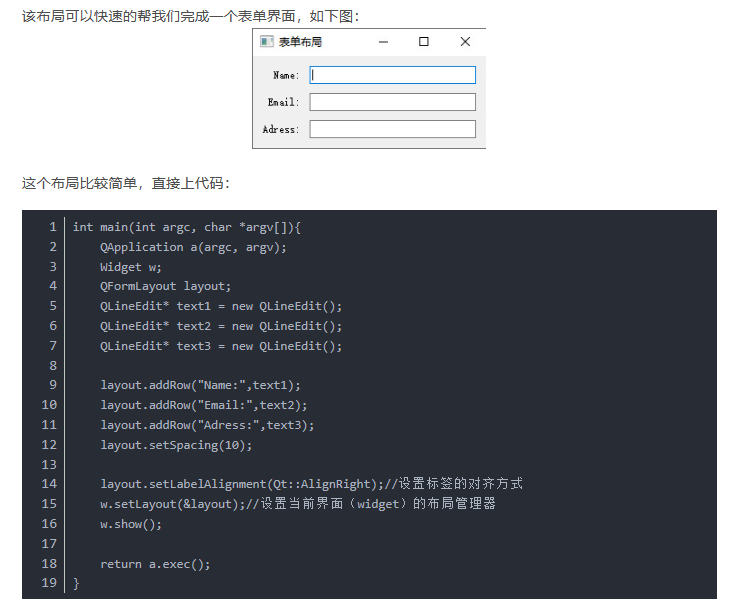 该布局可以快速的帮我们完成一个表单界面，如下图：
表单布局
Name:
Email:
Adress:
这个布局比较简单，直接上代码：
1 int main(int argc, char *argv[]){
2     QApplication a(argc, argv);
3     Widget w;
4     QFormLayout layout;
5     QLineEdit* text1 = new QLineEdit();
6     QLineEdit* text2 = new QLineEdit();
7     QLineEdit* text3 = new QLineEdit();
8
9     layout.addRow("Name:",text1);
10     layout.addRow("Email:",text2);
11     layout.addRow("Adress:",text3);
12     layout.setSpacing(10);
13
14     layout.setLabelAlignment(Qt::AlignRight);//设置标签的对齐方式
15     w.setLayout(&layout);//设置当前界面（widget）的布局管理器
16     w.show();
17
18     return a.exec();
19 }